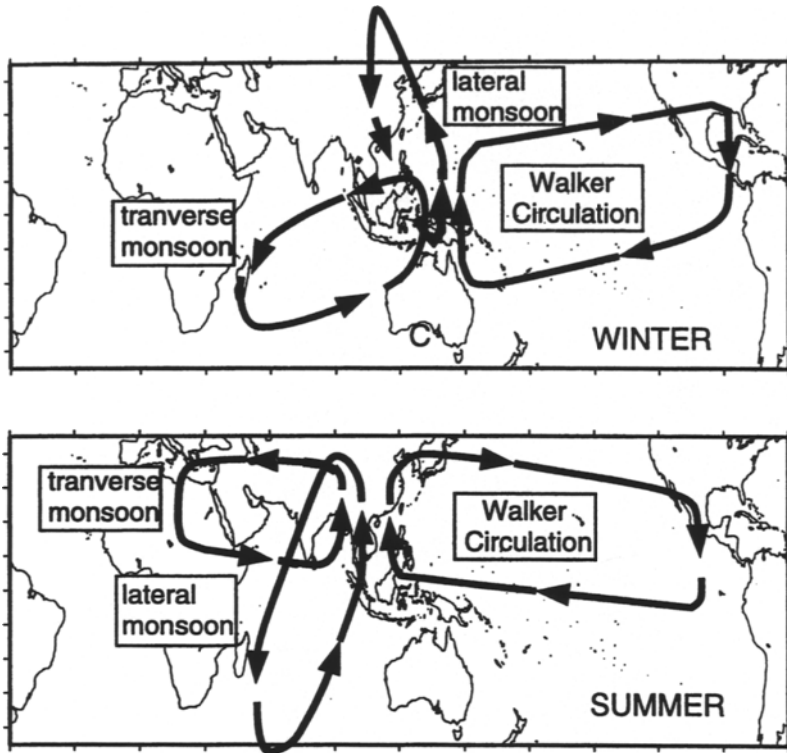 lateral
monsoon
Walker
Circulation
tranverse
monsoon
C
WINTER
tranverse
monsoon
Walker
Circulation
lateral
monsoon
SUMMER